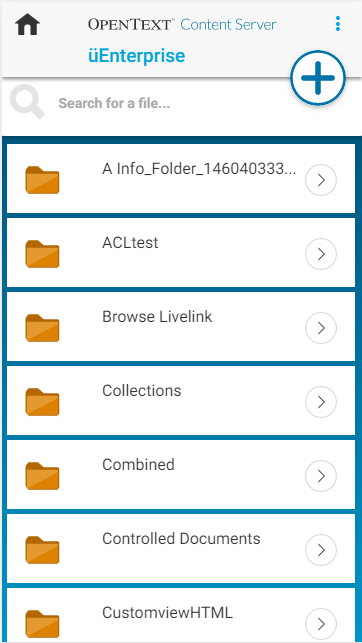 OPENTEXT™ Content Server
üEnterprise
Search for a file...
A Info_Folder_146040333...
ACLtest
Browse Livelink
Collections
Combined
Controlled Documents
CustomviewHTML